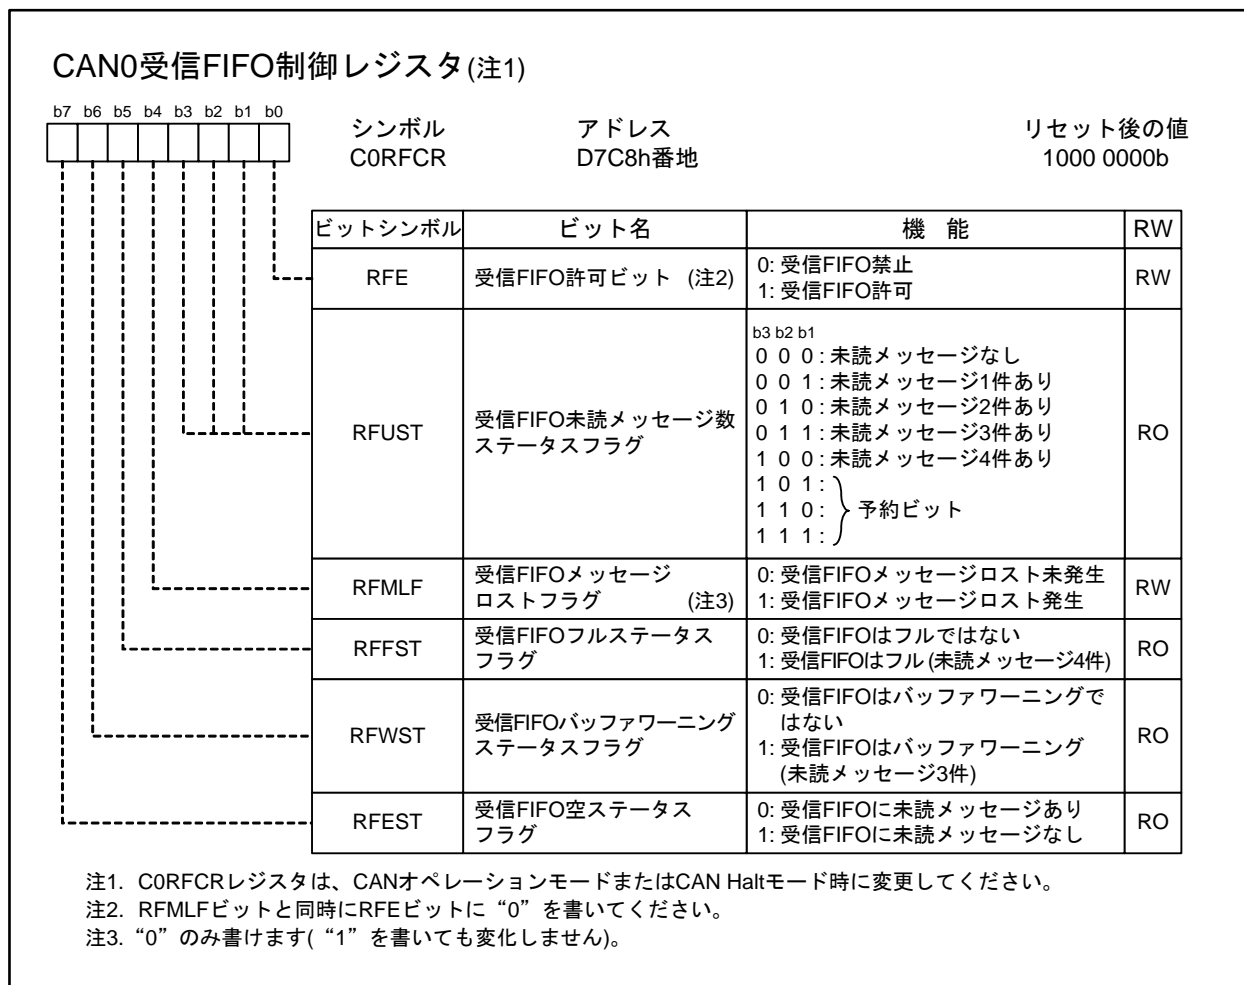 CAN0受信FIFO制御レジスタ(注1)
b7 b6 b5 b4 b3 b2 b1 b0
シンボル アドレス リセット後の値
C0RFCR D7C8h番地 1000 0000b
ビットシンボル ビット名 機 能 RW
RFE 受信FIFO許可ビット (注2) 0: 受信FIFO禁止 RW
1: 受信FIFO許可
b3 b2 b1
0 0 0 : 未読メッセージなし
0 0 1 : 未読メッセージ1件あり
0 1 0 : 未読メッセージ2件あり
RFUST 受信FIFO未読メッセージ数 0 1 1 : 未読メッセージ3件あり RO
ステータスフラグ 1 0 0 : 未読メッセージ4件あり
1 0 1 :
1 1 0 : 予約ビット
1 1 1 :
RFMLF 受信FIFOメッセージ 0: 受信FIFOメッセージロスト未発生 RW
ロストフラグ (注3) 1: 受信FIFOメッセージロスト発生
RFFST 受信FIFOフルステータス 0: 受信FIFOはフルではない RO
フラグ 1: 受信FIFOはフル (未読メッセージ4件)
RFWST 受信FIFOバッファワーニング 0: 受信FIFOはバッファワーニングで RO
ステータスフラグ はない
1: 受信FIFOはバッファワーニング
(未読メッセージ3件)
RFEST 受信FIFO空ステータス 0: 受信FIFOに未読メッセージあり RO
フラグ 1: 受信FIFOに未読メッセージなし
注1. C0RFCRレジスタは、CANオペレーションモードまたはCAN Haltモード時に変更してください。
注2. RFMLFビットと同時にRFEビットに“0”を書いてください。
注3. “0”のみ書けます( “1”を書いても変化しません)。